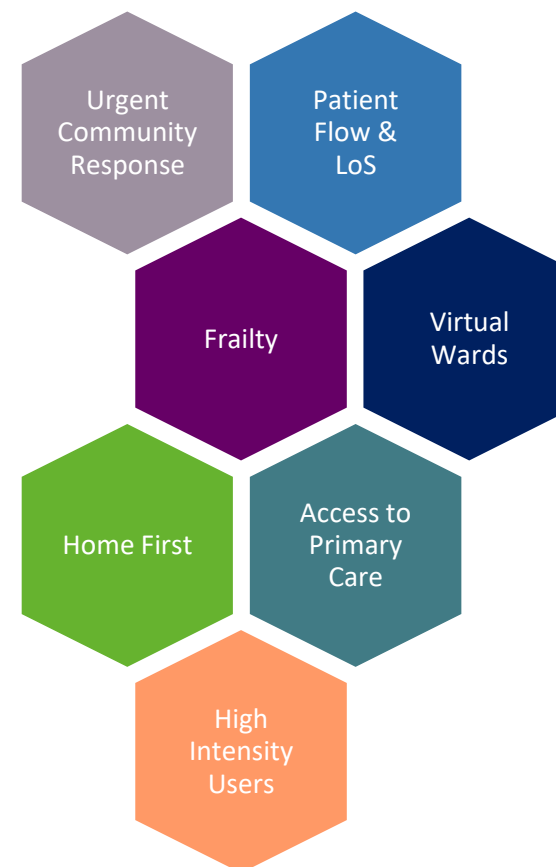 Urgent
Community
Response
Patient
Flow &
LoS
Frailty
Virtual
Wards
Home First
Access to
Primary
Care
High
Intensity
Users